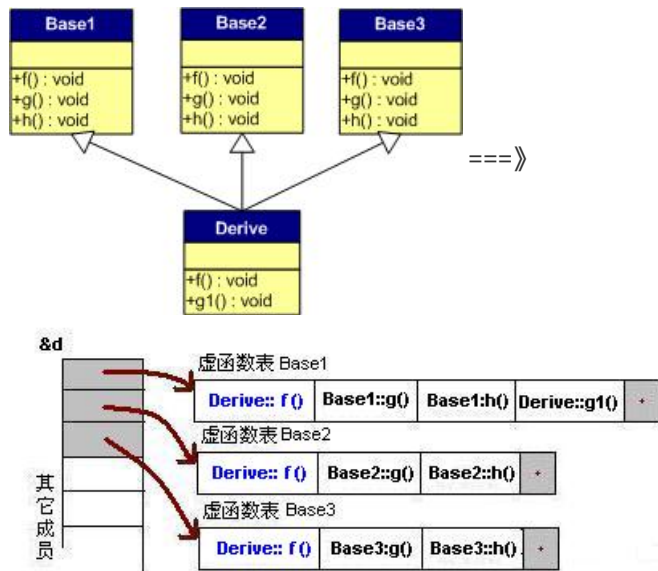 Base1
+f() : void
+g() : void
+h() : void
Base2
+f() : void
+g() : void
+h() : void
Base3
+f() : void
+g() : void
+h() : void
===》
Derive
+f() : void
+g1() : void
&d
虚函数表 Base1
Derive:: f () Base1::g() Base1:h() Derive::g1()
虚函数表 Base2
Derive:: f () Base2::g() Base2::h()
虚函数表 Base3
Derive:: f () Base3:g() Base3::h()
其它成员